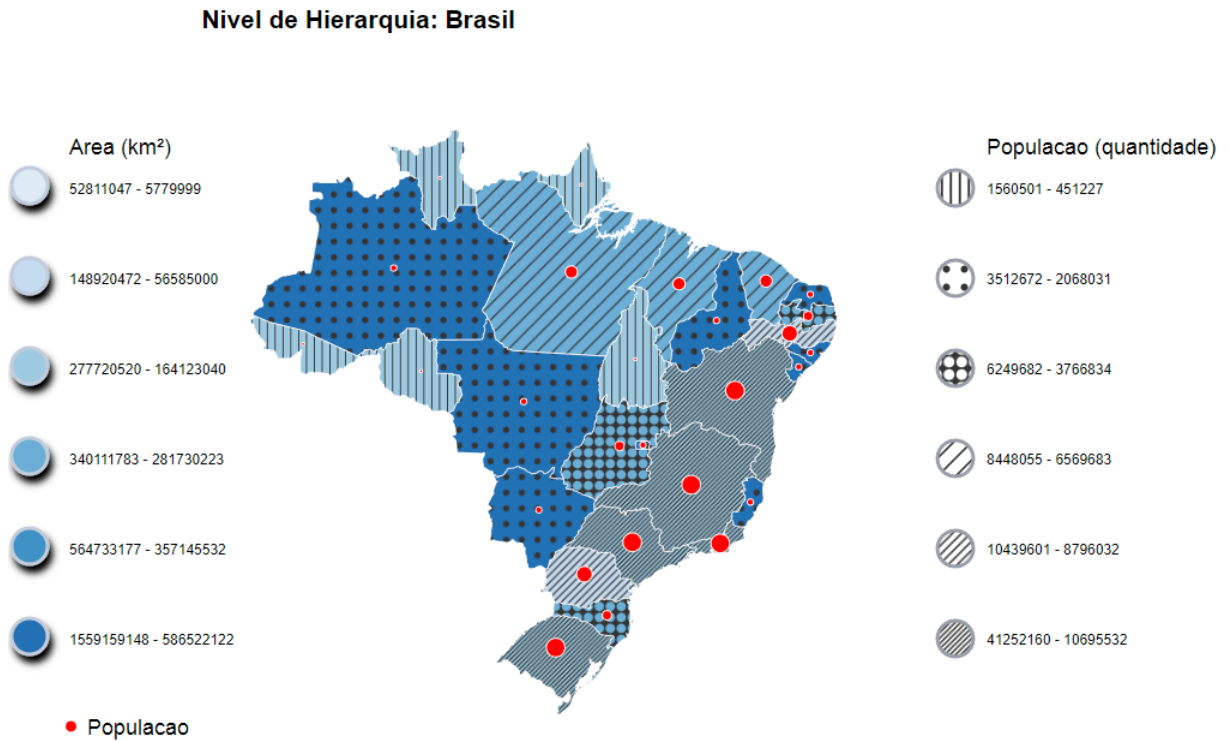 Nivel de Hierarquia: Brasil
Area (km²)
52811047 - 5779999
148920472 - 56585000
277720520 - 164123040
340111783 - 281730223
564733177 - 357145532
1559159148 - 586522122
Populacao
Populacao (quantidade)
1560501 - 451227
3512672 - 2068031
6249682 - 3766834
8448055 - 6569683
10439601 - 8796032
41252160 - 10695532